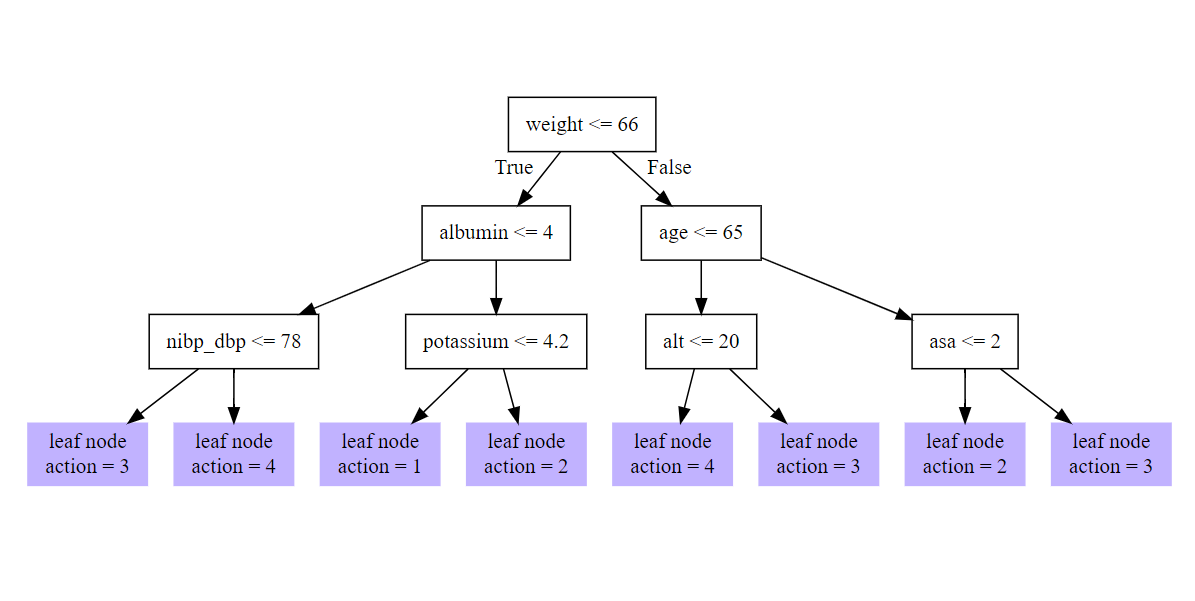 weight <= 66
True
False
albumin <= 4
age <= 65
nibp_dbp <= 78
potassium <= 4.2
alt <= 20
asa <= 2
leaf node
action = 3
leaf node
action = 4
leaf node
action = 1
leaf node
action = 2
leaf node
action = 4
leaf node
action = 3
leaf node
action = 2
leaf node
action = 3